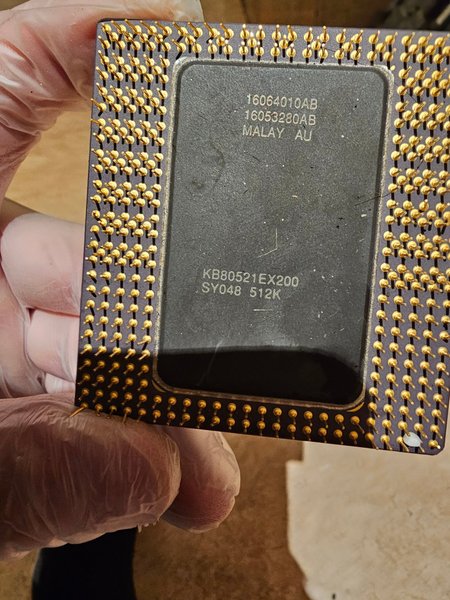 16064010AB
16053280AB
MALAY AU
KB80521EX200
SY048 512K